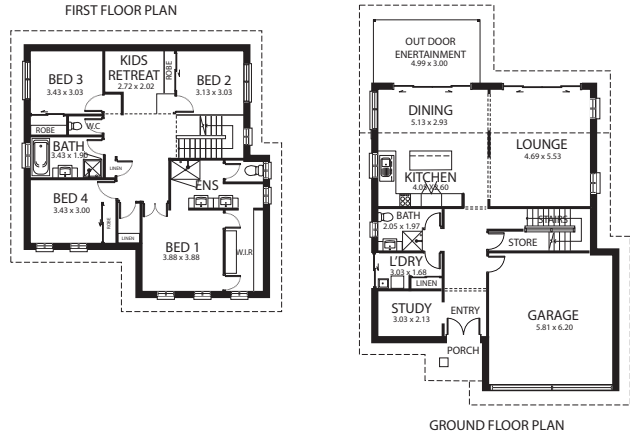 FIRST FLOOR PLAN
KIDS
RETREAT
2.72 x 2.02
ROBE
BED 3
3.43 x 3.03
BED 2
3.13 x 3.03
W.C
ROBE
BATH
3.43 x 1.90
LINEN
ENS
BED 4
3.43 x 3.00
ROBE
LINEN
BED 1
3.88 x 3.88
W.I.R
OUT DOOR
ENERTAINMENT
4.99 x 3.00
DINING
5.13 x 2.93
LOUNGE
4.69 x 5.53
KITCHEN
BATH
2.05 x 1.97
STAIRS
STORE
L'DRY
3.03 x 1.68
LINEN
STUDY
3.03 x 2.13
ENTRY
GARAGE
5.81 x 6.20
PORCH
GROUND FLOOR PLAN